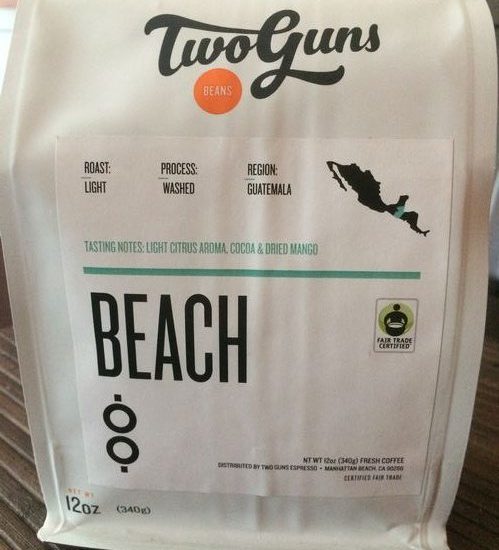 TwoGuns
BEANS
ROAST:
LIGHT
PROCESS:
WASHED
REGION:
GUATEMALA
TASTING NOTES: LIGHT CITRUS AROMA, COCOA & DRIED MANGO
BEACH
FAIR TRADE
CERTIFIED
NT WT 12oz (340g) FRESH COFFEE
DISTRIBUTED BY TWO GUNS ESPRESSO • MANHATTAN BEACH, CA 90266
CERTIFIED FAIR TRADE
NET WT
12OZ (340g)